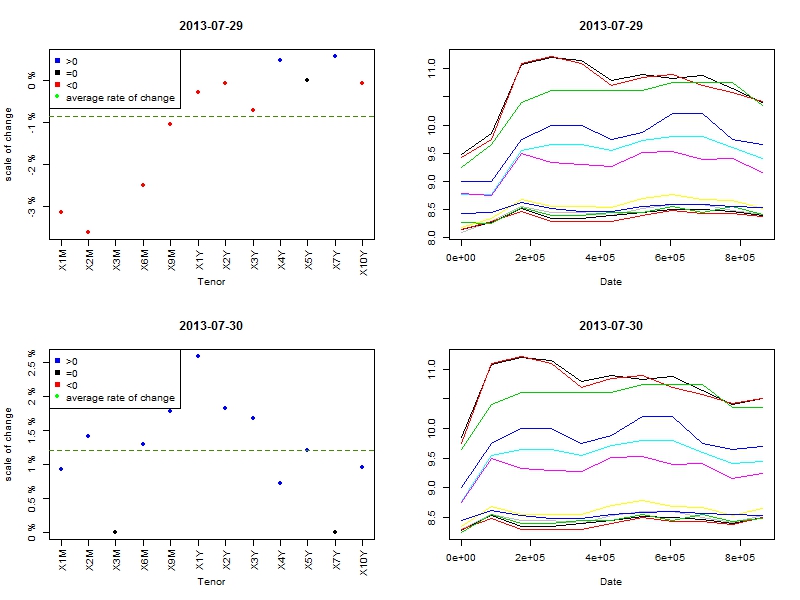 2013-07-29
scale of change
0 %
-1 %
-2 %
-3 %
>0
=0
<0
average rate of change
X1M
X2M
X3M
X6M
X9M
X1Y
X2Y
X3Y
X4Y
X5Y
X7Y
X10Y
Tenor
2013-07-29
11.0
10.0
9.5
9.0
8.5
8.0
0e+00
2e+05
4e+05
6e+05
8e+05
Date
2013-07-30
scale of change
2.5 %
2 %
1.5 %
1 %
0.5 %
0 %
>0
=0
<0
average rate of change
X1M
X2M
X3M
X6M
X9M
X1Y
X2Y
X3Y
X4Y
X5Y
X7Y
X10Y
Tenor
2013-07-30
11.0
10.0
9.5
9.0
8.5
0e+00
2e+05
4e+05
6e+05
8e+05
Date